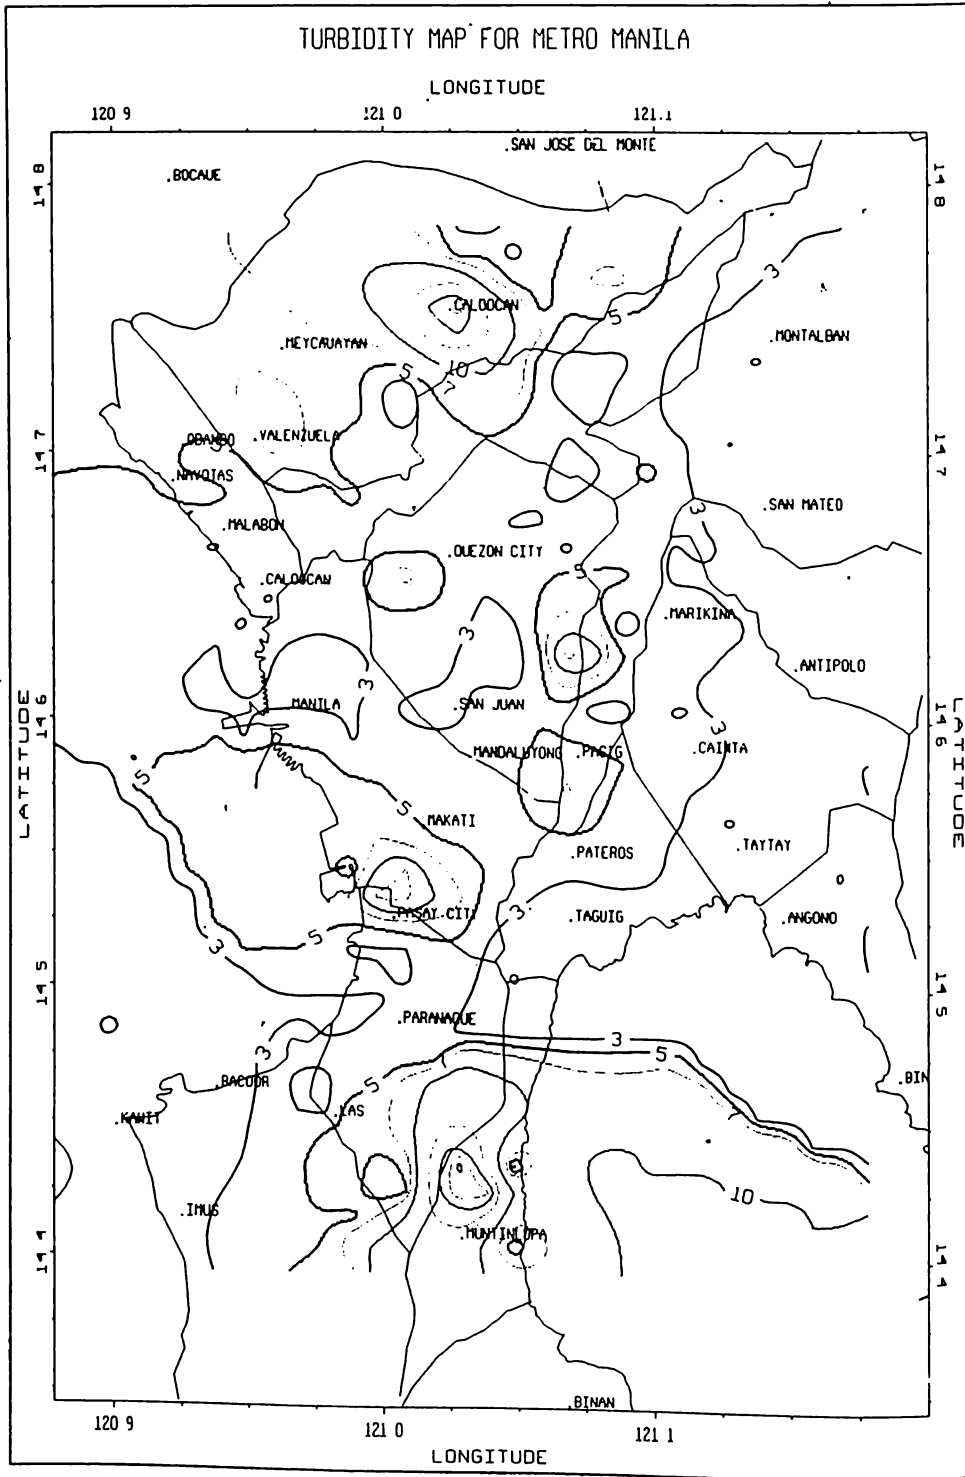 TURBIDITY MAP FOR METRO MANILA
LONGITUDE
120 9 121 0 121.1
.SAN JOSE DEL MONTE
.BOCAUE
14 8 14 8
3
.CALOOCAN
5
.MONTALBAN
.MEYCAUAYAN
10
5 7
OBANDO .VALENZUELA
5
14 7 14 7
.NAVOTAS
3
.SAN MATEO
.MALABON
.QUEZON CITY
5
.CALOOCAN
.MARIKINA
3
.ANTIPOLO
3
.MANILA .SAN JUAN
14 6 14 6
3
LATITUDE LATITUDE
.MANDALUYONG .PASIG .CAINTA
5
5
.MAKATI
.TAYTAY
.PATEROS
.PASAY CITY 3 .TAGUIG .ANGONO
5
3
14 5 14 5
.PARANAQUE
3
3 5
.BACOOR 5 .BIN
.KAWIT .LAS
10
.IMUS
.MUNTINLUPA
14 4 14 4
.BINAN
120 9 121 0 121 1
LONGITUDE